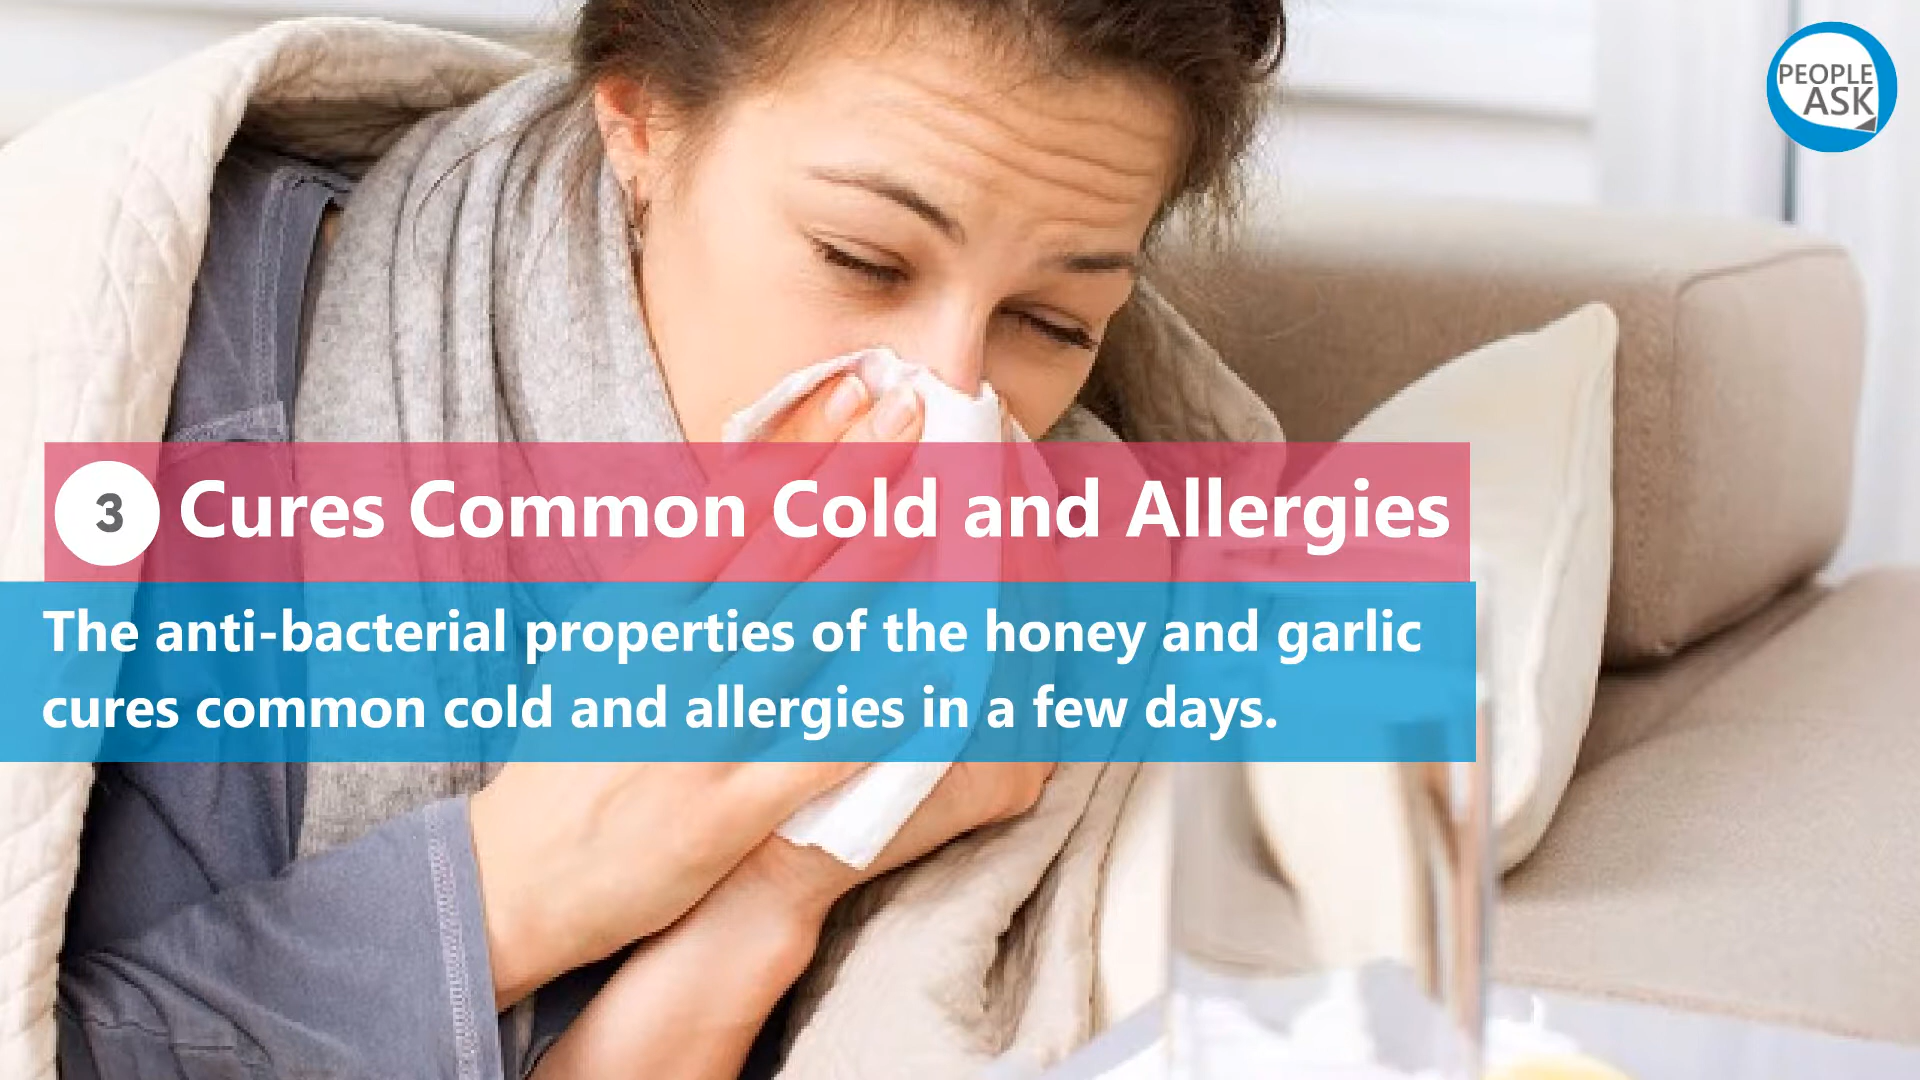 PEOPLE
ASK
3 Cures Common Cold and Allergies
The anti-bacterial properties of the honey and garlic
cures common cold and allergies in a few days.